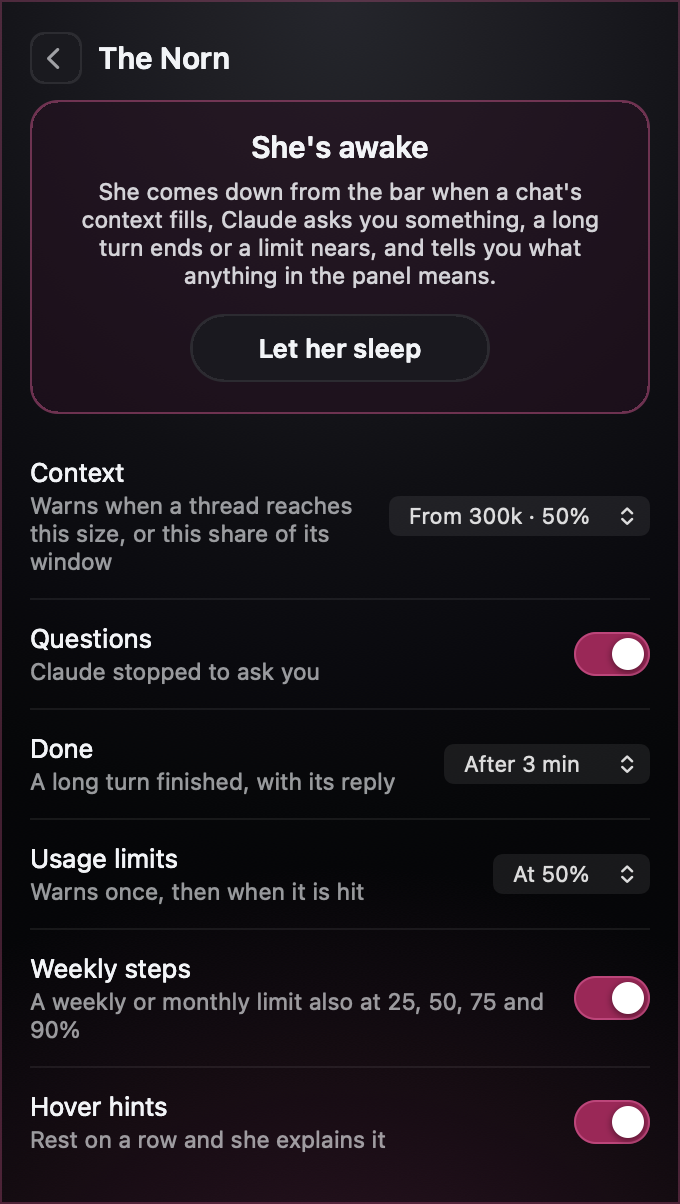 The Norn
She's awake
She comes down from the bar when a chat's
context fills, Claude asks you something, a long
turn ends or a limit nears, and tells you what
anything in the panel means.
Let her sleep
Context
Warns when a thread reaches
this size, or this share of its
window
From 300k · 50%
Questions
Claude stopped to ask you
Done
A long turn finished, with its reply
After 3 min
Usage limits
Warns once, then when it is hit
At 50%
Weekly steps
A weekly or monthly limit also at 25, 50, 75 and
90%
Hover hints
Rest on a row and she explains it